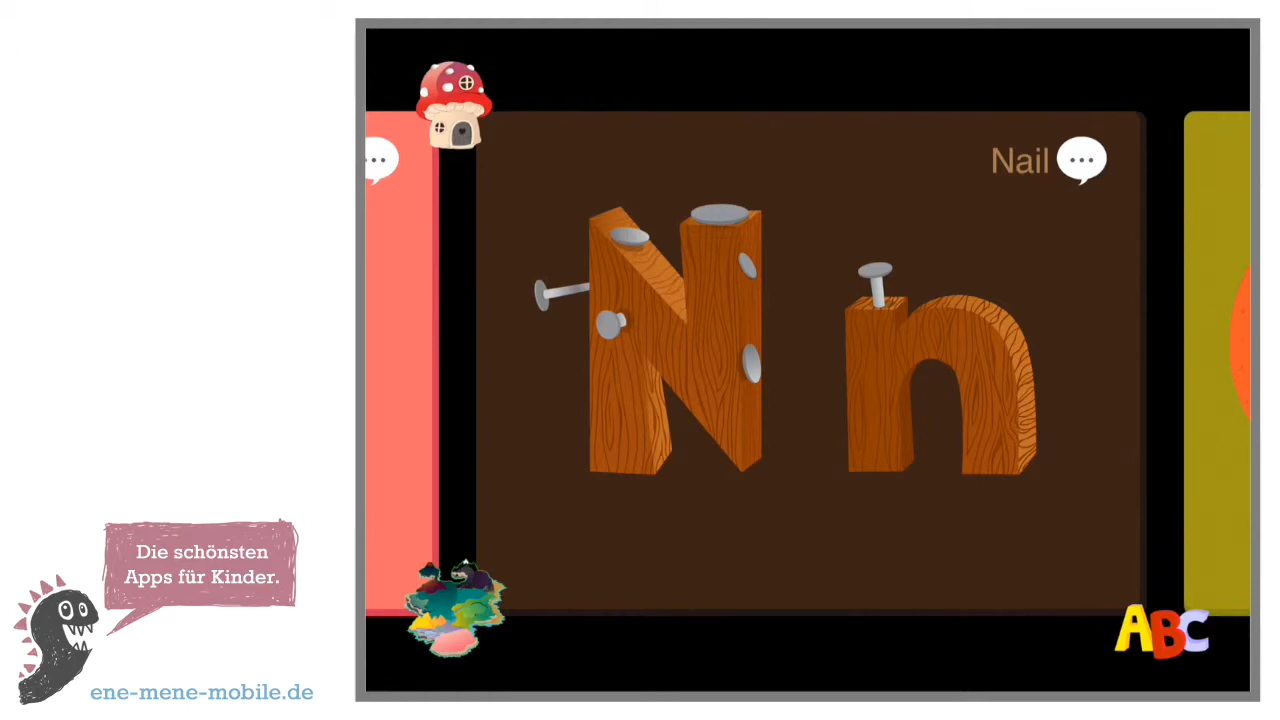 Nail
N n
ABC
Die schönsten
Apps für Kinder.
ene-mene-mobile.de